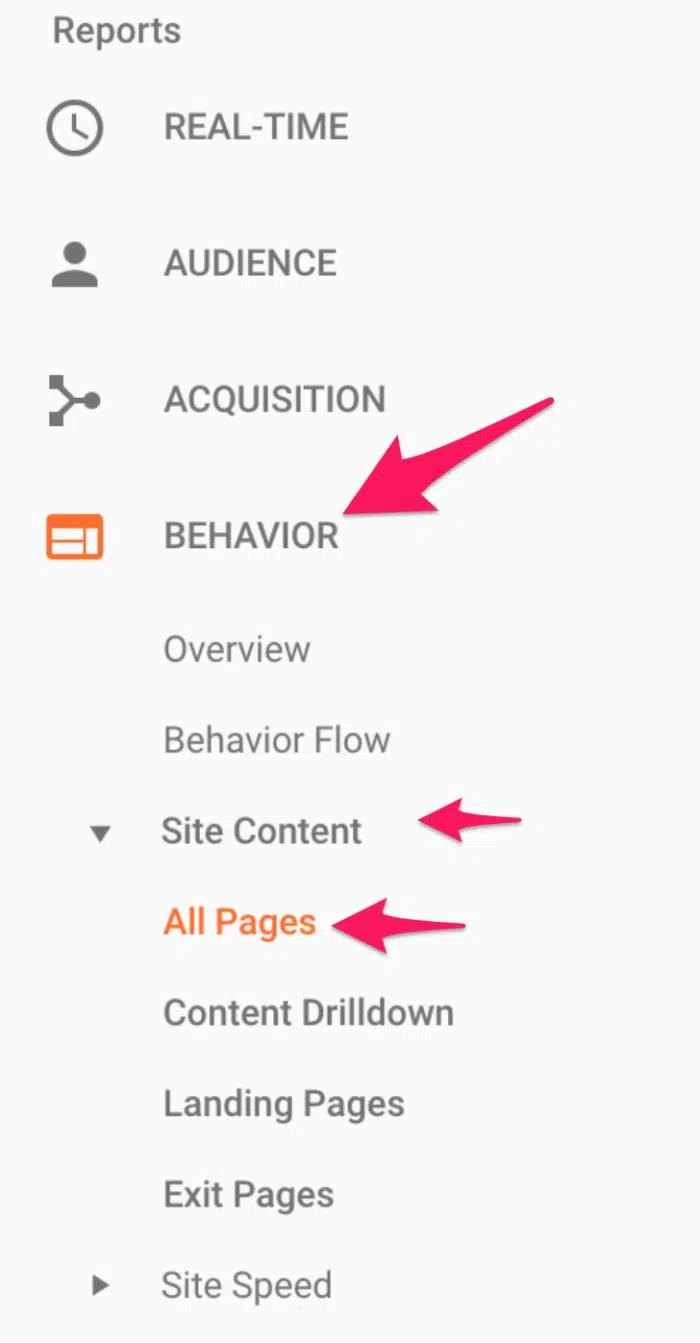 Reports
REAL-TIME
AUDIENCE
ACQUISITION
BEHAVIOR
Overview
Behavior Flow
Site Content
All Pages
Content Drilldown
Landing Pages
Exit Pages
Site Speed